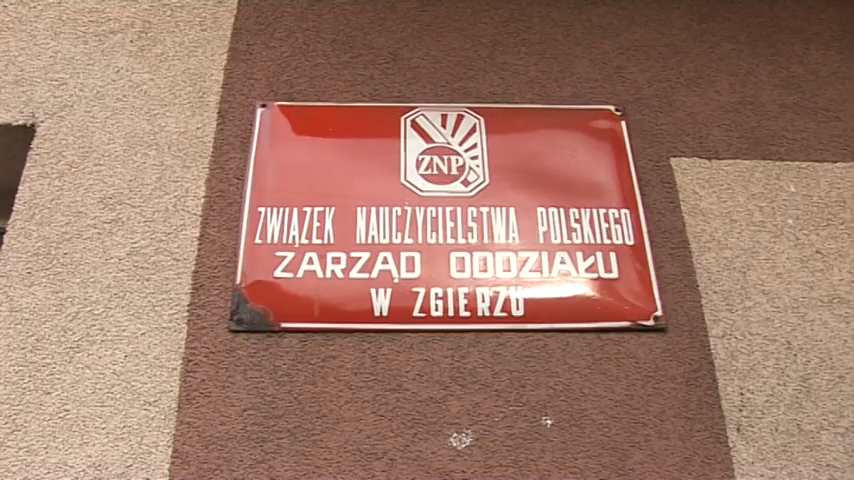 ZNP
ZWIĄZEK NAUCZYCIELSTWA POLSKIEGO
ZARZĄD ODDZIAŁU
W ZGIERZU